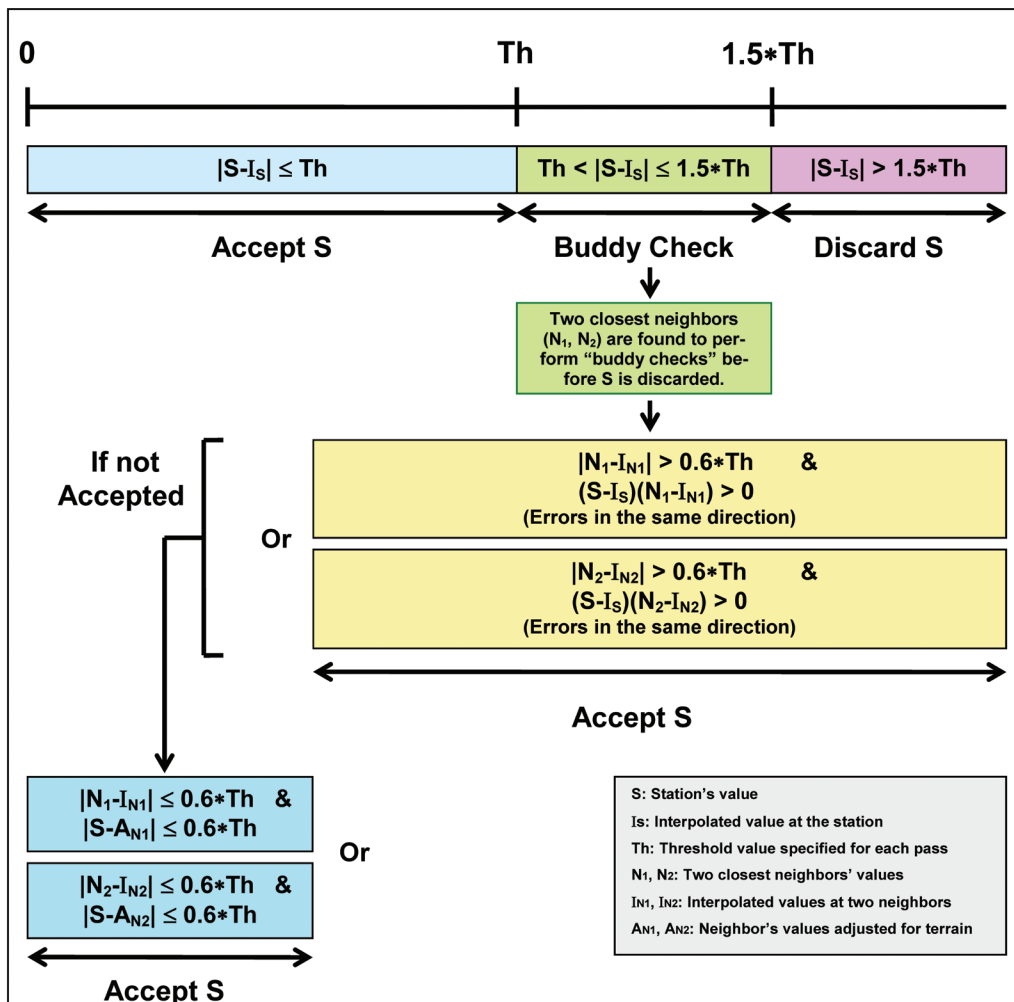 0 Th 1.5*Th
|S-Is| ≤ Th
Th < |S-Is| ≤ 1.5*Th
|S-Is| > 1.5*Th
Accept S
Buddy Check
Discard S
Two closest neighbors
(N1, N2) are found to per-
form “buddy checks” be-
fore S is discarded.
If not
Accepted
Or
|N1-IN1| > 0.6*Th &
(S-Is)(N1-IN1) > 0
(Errors in the same direction)
|N2-IN2| > 0.6*Th &
(S-Is)(N2-IN2) > 0
(Errors in the same direction)
Accept S
|N1-IN1| ≤ 0.6*Th &
|S-AN1| ≤ 0.6*Th
Or
|N2-IN2| ≤ 0.6*Th &
|S-AN2| ≤ 0.6*Th
Accept S
S: Station’s value
Is: Interpolated value at the station
Th: Threshold value specified for each pass
N1, N2: Two closest neighbors’ values
IN1, IN2: Interpolated values at two neighbors
AN1, AN2: Neighbor’s values adjusted for terrain